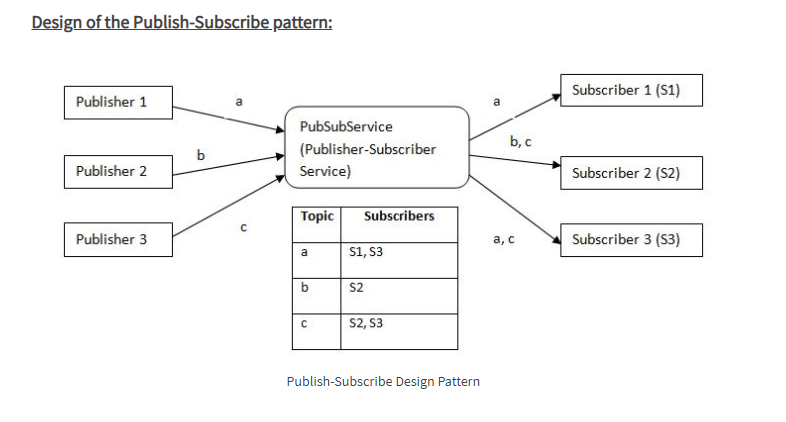 Design of the Publish-Subscribe pattern:
Publisher 1
a
Publisher 2
b
Publisher 3
c
PubSubService
(Publisher-Subscriber
Service)
a
Subscriber 1 (S1)
b, c
Subscriber 2 (S2)
a, c
Subscriber 3 (S3)
Topic Subscribers
a S1, S3
b S2
c S2, S3
Publish-Subscribe Design Pattern